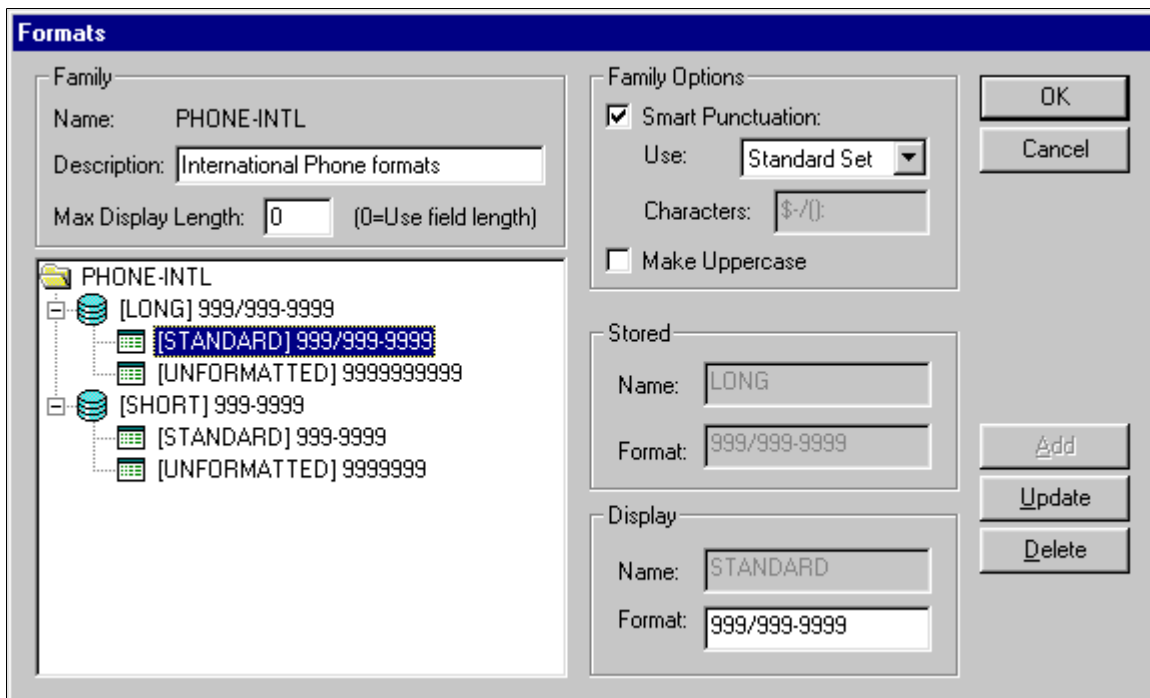 Formats
Family
Name: PHONE-INTL
Description: International Phone formats
Max Display Length: 0 (0=Use field length)
PHONE-INTL
[LONG] 999/999-9999
[STANDARD] 999/999-9999
[UNFORMATTED] 9999999999
[SHORT] 999-9999
[STANDARD] 999-9999
[UNFORMATTED] 9999999
Family Options
Smart Punctuation:
Use: Standard Set
Characters: $-/():
Make Uppercase
Stored
Name: LONG
Format: 999/999-9999
Display
Name: STANDARD
Format: 999/999-9999
OK
Cancel
Add
Update
Delete